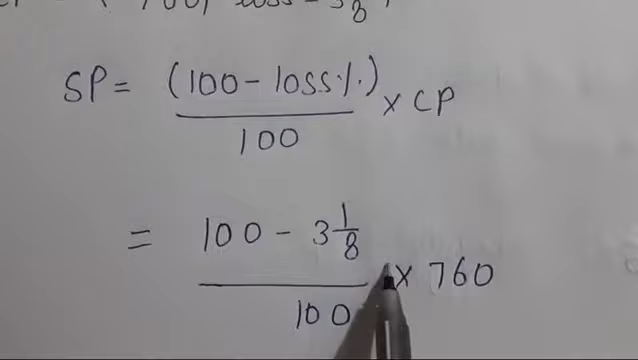 SP = (100 - loss%) / 100 × CP
= 100 - 3 1/8 / 100 × 760